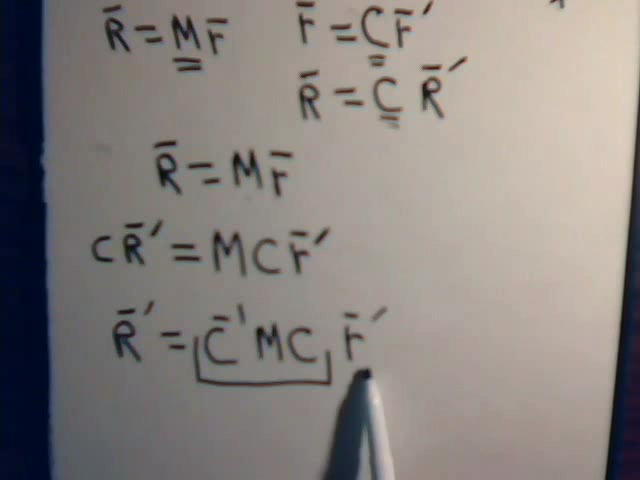 R̄ = M̳ r̄   r̄ = C̳ r̄′
R̄ = C̳ R̄′
R̄ = M r̄
C R̄′ = M C r̄′
R̄′ = C⁻¹ M C r̄′